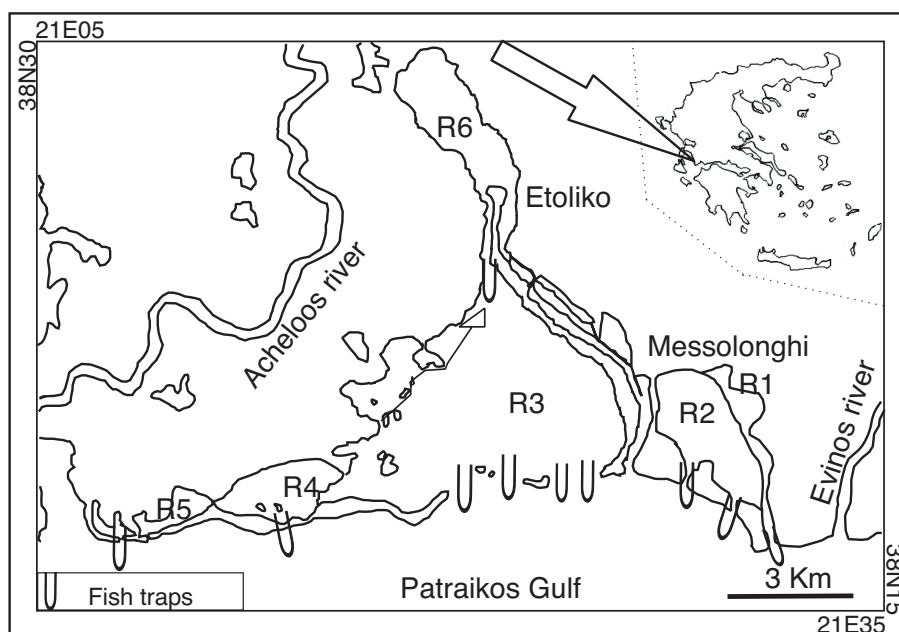 21E05
38N30
R6
Etoliko
Acheloos river
Messolonghi
R1
R3
R2
Evinos river
R4
R5
38N15
3 Km
Patraikos Gulf
Fish traps
21E35